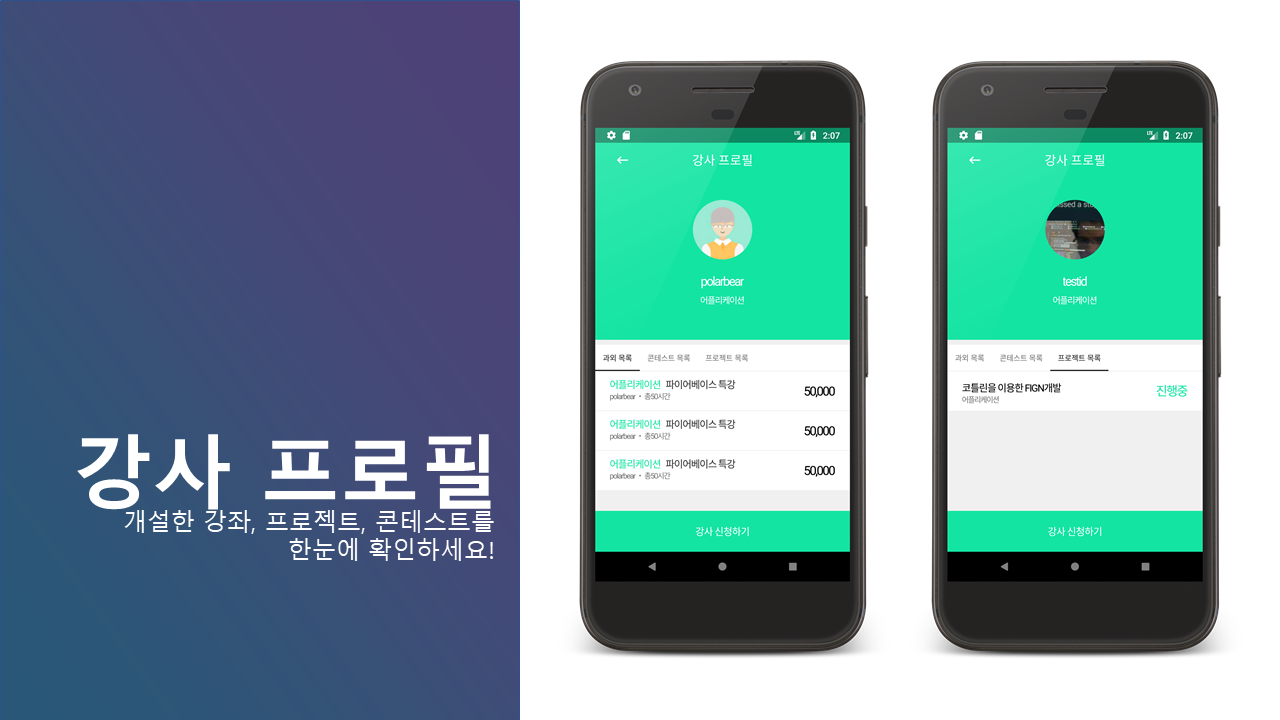 강사 프로필
개설한 강좌, 프로젝트, 콘테스트를
한눈에 확인하세요!
2:07
강사 프로필
polarbear
어플리케이션
과외 목록 콘테스트 목록 프로젝트 목록
어플리케이션 파이어베이스 특강
polarbear • 총50시간
50,000
어플리케이션 파이어베이스 특강
polarbear • 총50시간
50,000
어플리케이션 파이어베이스 특강
polarbear • 총50시간
50,000
강사 신청하기
2:07
강사 프로필
testid
어플리케이션
과외 목록 콘테스트 목록 프로젝트 목록
코틀린을 이용한 FIGN개발
어플리케이션
진행중
강사 신청하기